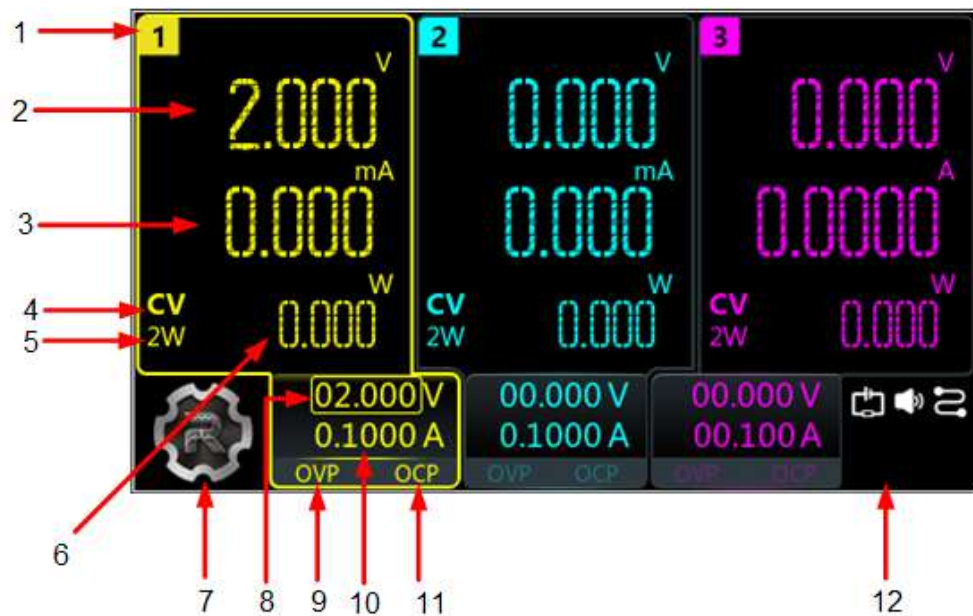 1 1 2 3
V V V
2 2.000 0.000 0.000
mA mA A
3 0.000 0.000 0.0000
W W W
4 CV CV CV
5 2W 0.000 2W 0.000 2W 0.000
02.000 V 00.000 V 00.000 V
R 0.1000 A 0.1000 A 00.100 A
OVP OCP OVP OCP OVP OCP
6 7 8 9 10 11 12